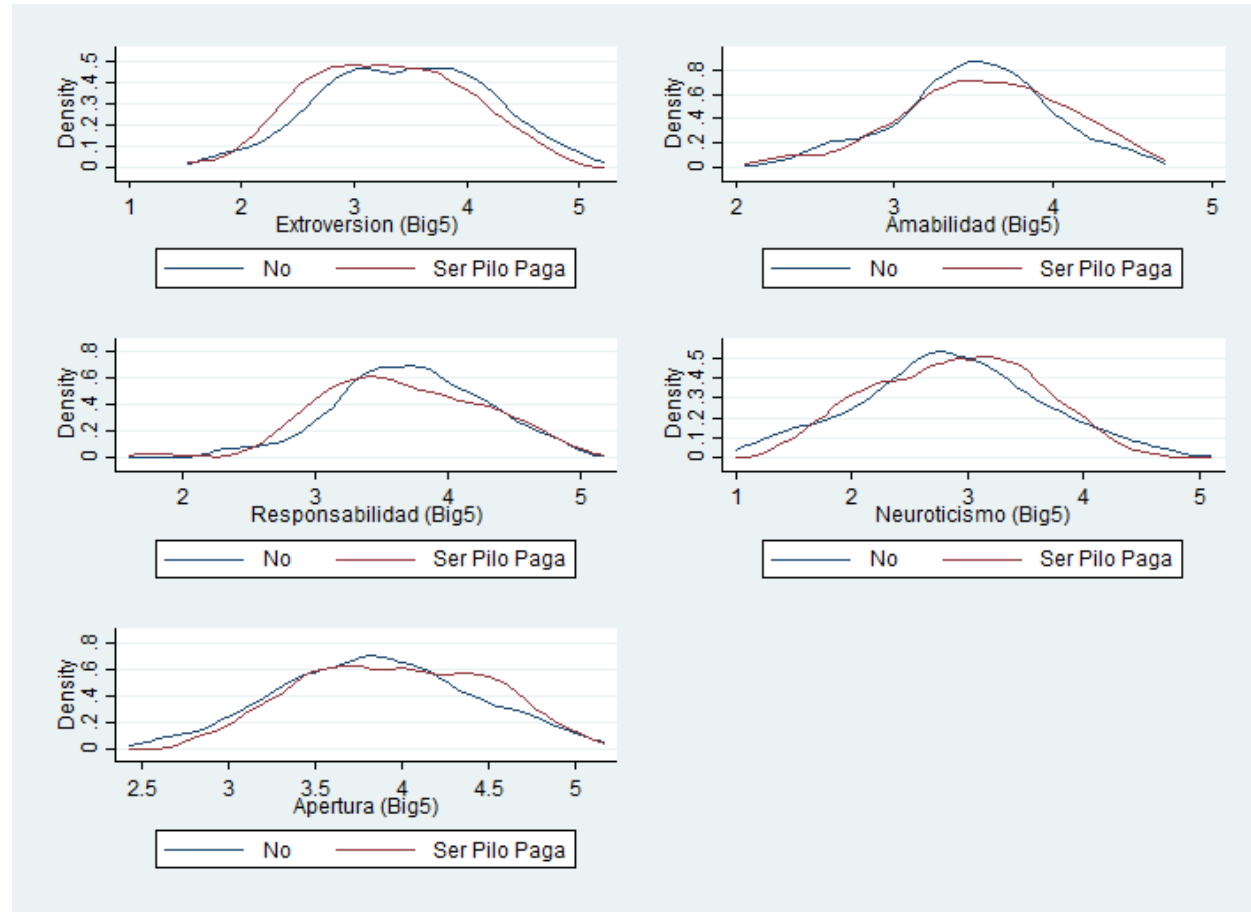 Density
0 .1 .2 .3 .4 .5
1 2 3 4 5
Extroversion (Big5)
No Ser Pilo Paga
Density
0 .2 .4 .6 .8
2 3 4 5
Amabilidad (Big5)
No Ser Pilo Paga
Density
0 .2 .4 .6 .8
2 3 4 5
Responsabilidad (Big5)
No Ser Pilo Paga
Density
0 .1 .2 .3 .4 .5
1 2 3 4 5
Neuroticismo (Big5)
No Ser Pilo Paga
Density
0 .2 .4 .6 .8
2.5 3 3.5 4 4.5 5
Apertura (Big5)
No Ser Pilo Paga